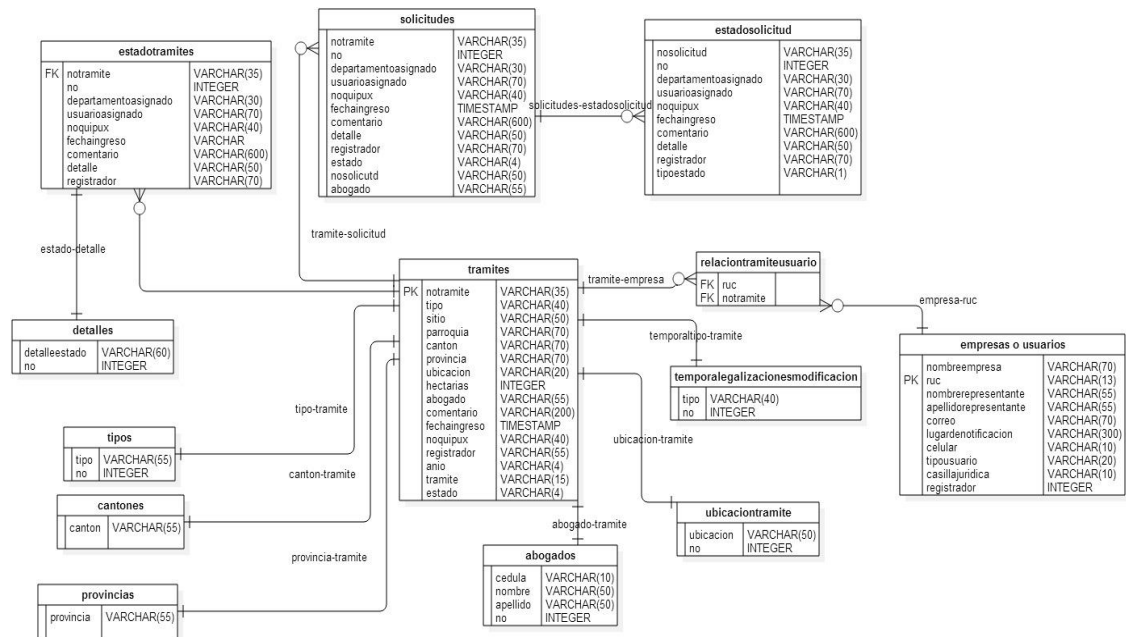 estadotramites
FK notramite VARCHAR(35)
no INTEGER
departamentoasignado VARCHAR(30)
usuarioasignado VARCHAR(70)
noquipux VARCHAR(40)
fechaingreso VARCHAR
comentario VARCHAR(600)
detalle VARCHAR(50)
registrador VARCHAR(70)
solicitudes
notramite VARCHAR(35)
no INTEGER
departamentoasignado VARCHAR(30)
usuarioasignado VARCHAR(70)
noquipux VARCHAR(40)
fechaingreso TIMESTAMP
comentario VARCHAR(600)
detalle VARCHAR(50)
registrador VARCHAR(70)
estado VARCHAR(4)
nosolicutd VARCHAR(50)
abogado VARCHAR(55)
solicitudes-estadosolicitud
estadosolicitud
nosolicitud VARCHAR(35)
no INTEGER
departamentoasignado VARCHAR(30)
usuarioasignado VARCHAR(70)
noquipux VARCHAR(40)
fechaingreso TIMESTAMP
comentario VARCHAR(600)
detalle VARCHAR(50)
registrador VARCHAR(70)
tipoestado VARCHAR(1)
estado-detalle
tramite-solicitud
detalles
detalleestado VARCHAR(60)
no INTEGER
tramites
PK notramite VARCHAR(35)
tipo VARCHAR(40)
sitio VARCHAR(50)
parroquia VARCHAR(70)
canton VARCHAR(70)
provincia VARCHAR(70)
ubicacion VARCHAR(20)
hectarias INTEGER
abogado VARCHAR(55)
comentario VARCHAR(200)
fechaingreso TIMESTAMP
noquipux VARCHAR(40)
registrador VARCHAR(55)
anio VARCHAR(4)
tramite VARCHAR(15)
estado VARCHAR(4)
tramite-empresa
relaciontramiteusuario
FK ruc
FK notramite
empresa-ruc
temporaltipo-tramite
temporalegalizacionesmodificacion
tipo VARCHAR(40)
no INTEGER
empresas o usuarios
nombreempresa VARCHAR(70)
PK ruc VARCHAR(13)
nombrerepresentante VARCHAR(55)
apellidorepresentante VARCHAR(55)
correo VARCHAR(70)
lugardenotificacion VARCHAR(300)
celular VARCHAR(10)
tipousuario VARCHAR(20)
casillajuridica VARCHAR(10)
registrador INTEGER
tipo-tramite
ubicacion-tramite
tipos
tipo VARCHAR(55)
no INTEGER
canton-tramite
cantones
canton VARCHAR(55)
ubicaciontramite
ubicacion VARCHAR(50)
no INTEGER
abogado-tramite
abogados
cedula VARCHAR(10)
nombre VARCHAR(50)
apellido VARCHAR(50)
no INTEGER
provincia-tramite
provincias
provincia VARCHAR(55)